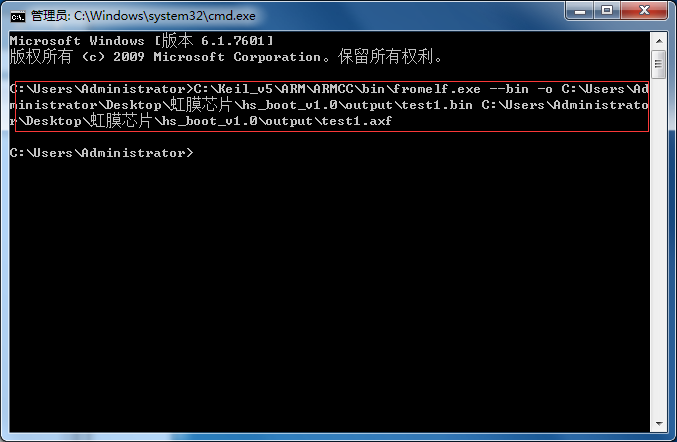 管理员: C:\Windows\system32\cmd.exe
Microsoft Windows [版本 6.1.7601]
版权所有 (c) 2009 Microsoft Corporation。保留所有权利。
C:\Users\Administrator>C:\Keil_v5\ARM\ARMCC\bin\fromelf.exe --bin -o C:\Users\Ad
ministrator\Desktop\虹膜芯片\hs_boot_v1.0\output\test1.bin C:\Users\Administrato
r\Desktop\虹膜芯片\hs_boot_v1.0\output\test1.axf
C:\Users\Administrator>